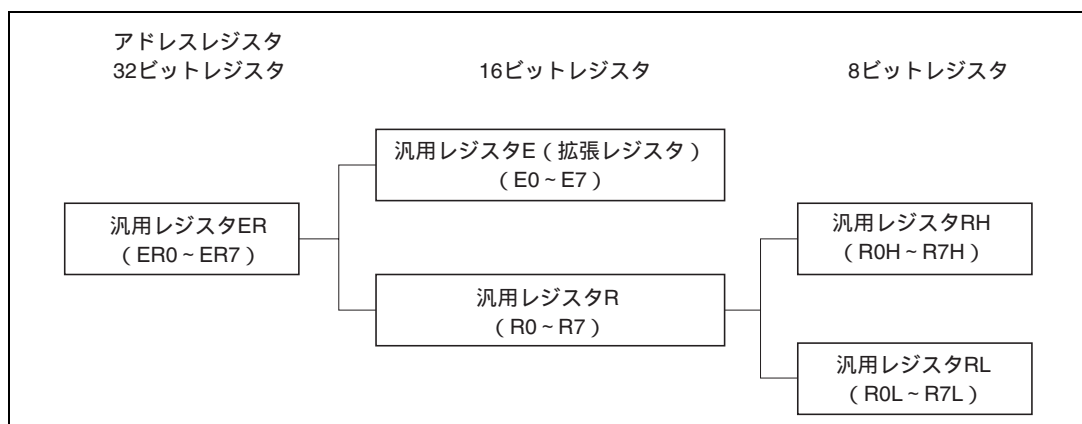 アドレスレジスタ
32ビットレジスタ
16ビットレジスタ
8ビットレジスタ
汎用レジスタER
(ER0~ER7)
汎用レジスタE(拡張レジスタ)
(E0~E7)
汎用レジスタR
(R0~R7)
汎用レジスタRH
(R0H~R7H)
汎用レジスタRL
(R0L~R7L)